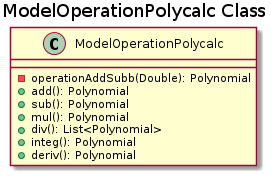 ModelOperationPolycalc Class
C ModelOperationPolycalc
operationAddSubb(Double): Polynomial
add(): Polynomial
sub(): Polynomial
mul(): Polynomial
div(): List<Polynomial>
integ(): Polynomial
deriv(): Polynomial